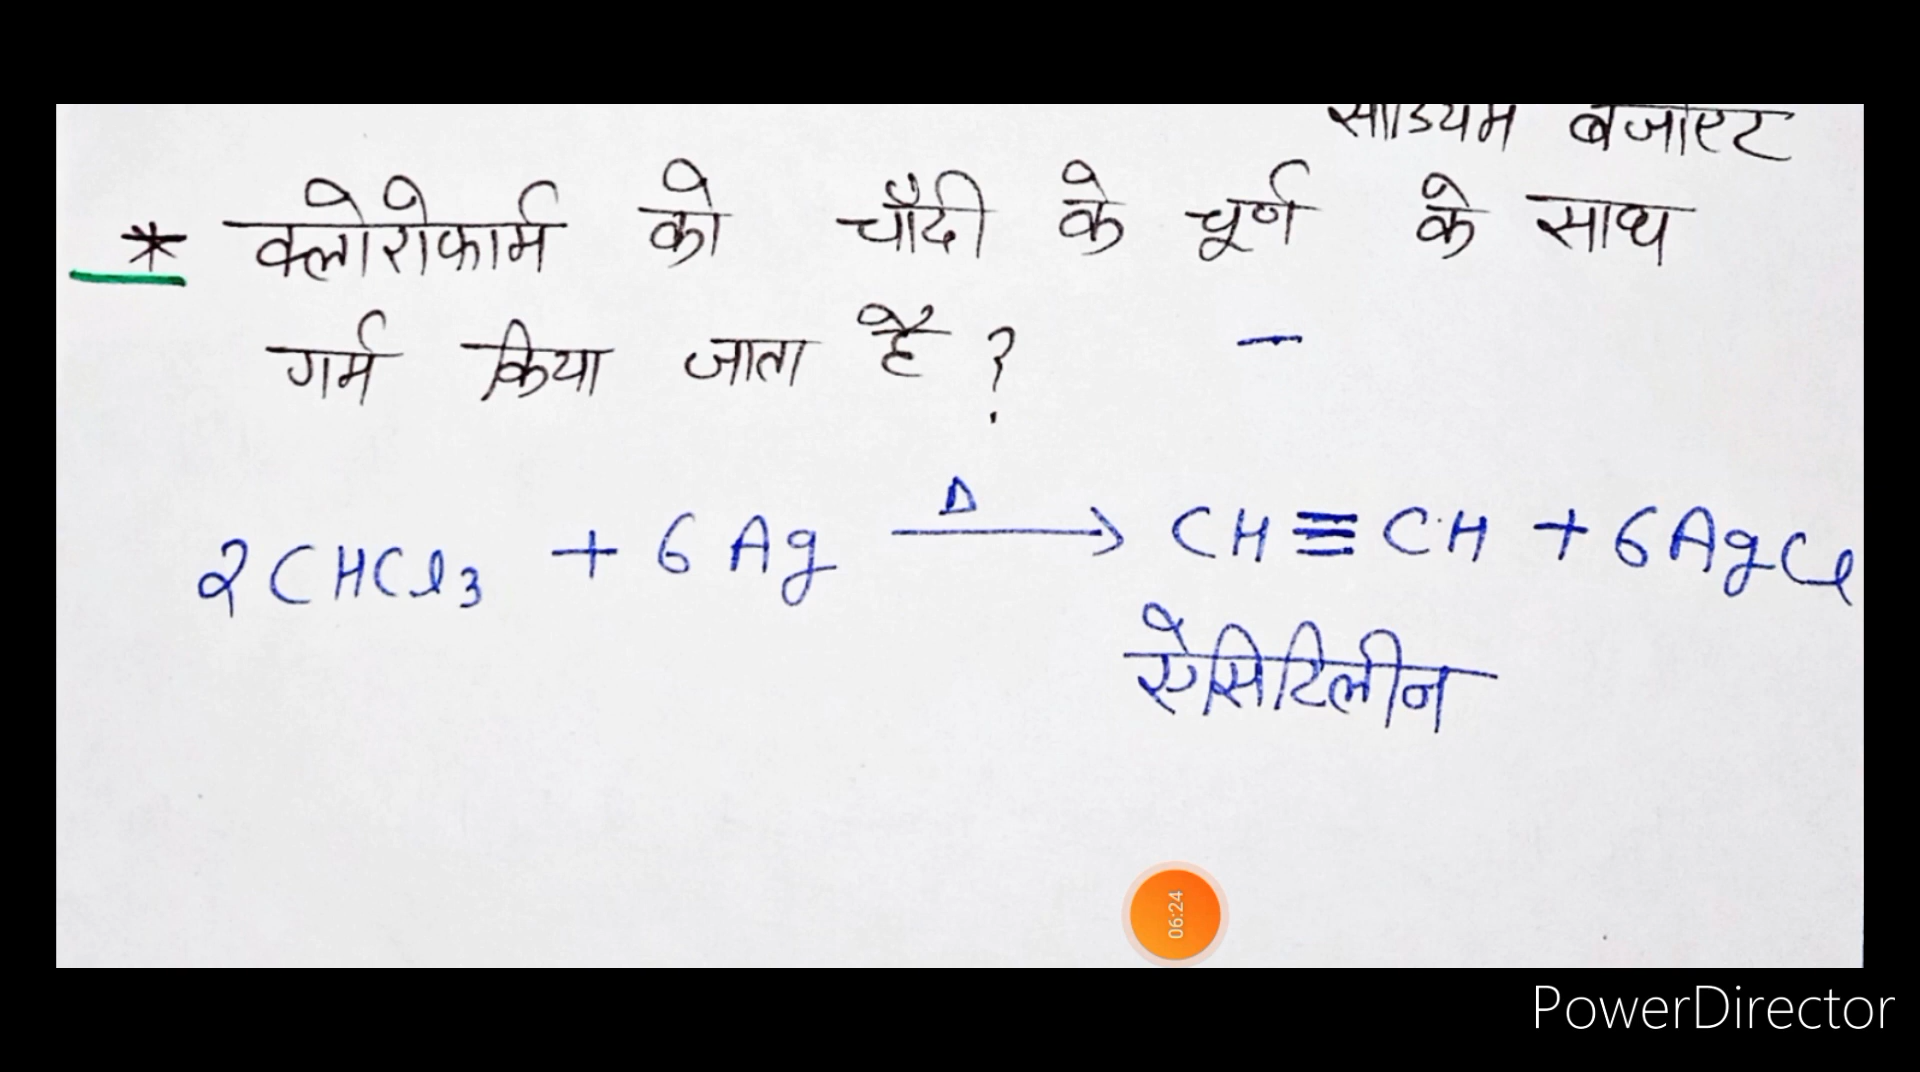 सोडियम बेंजोएट
* क्लोरोफार्म को चाँदी के चूर्ण के साथ
गर्म किया जाता है ? -
Δ
2CHCl3 + 6Ag ⟶ CH≡CH + 6AgCl
ऐसिटिलीन
06:24
PowerDirector